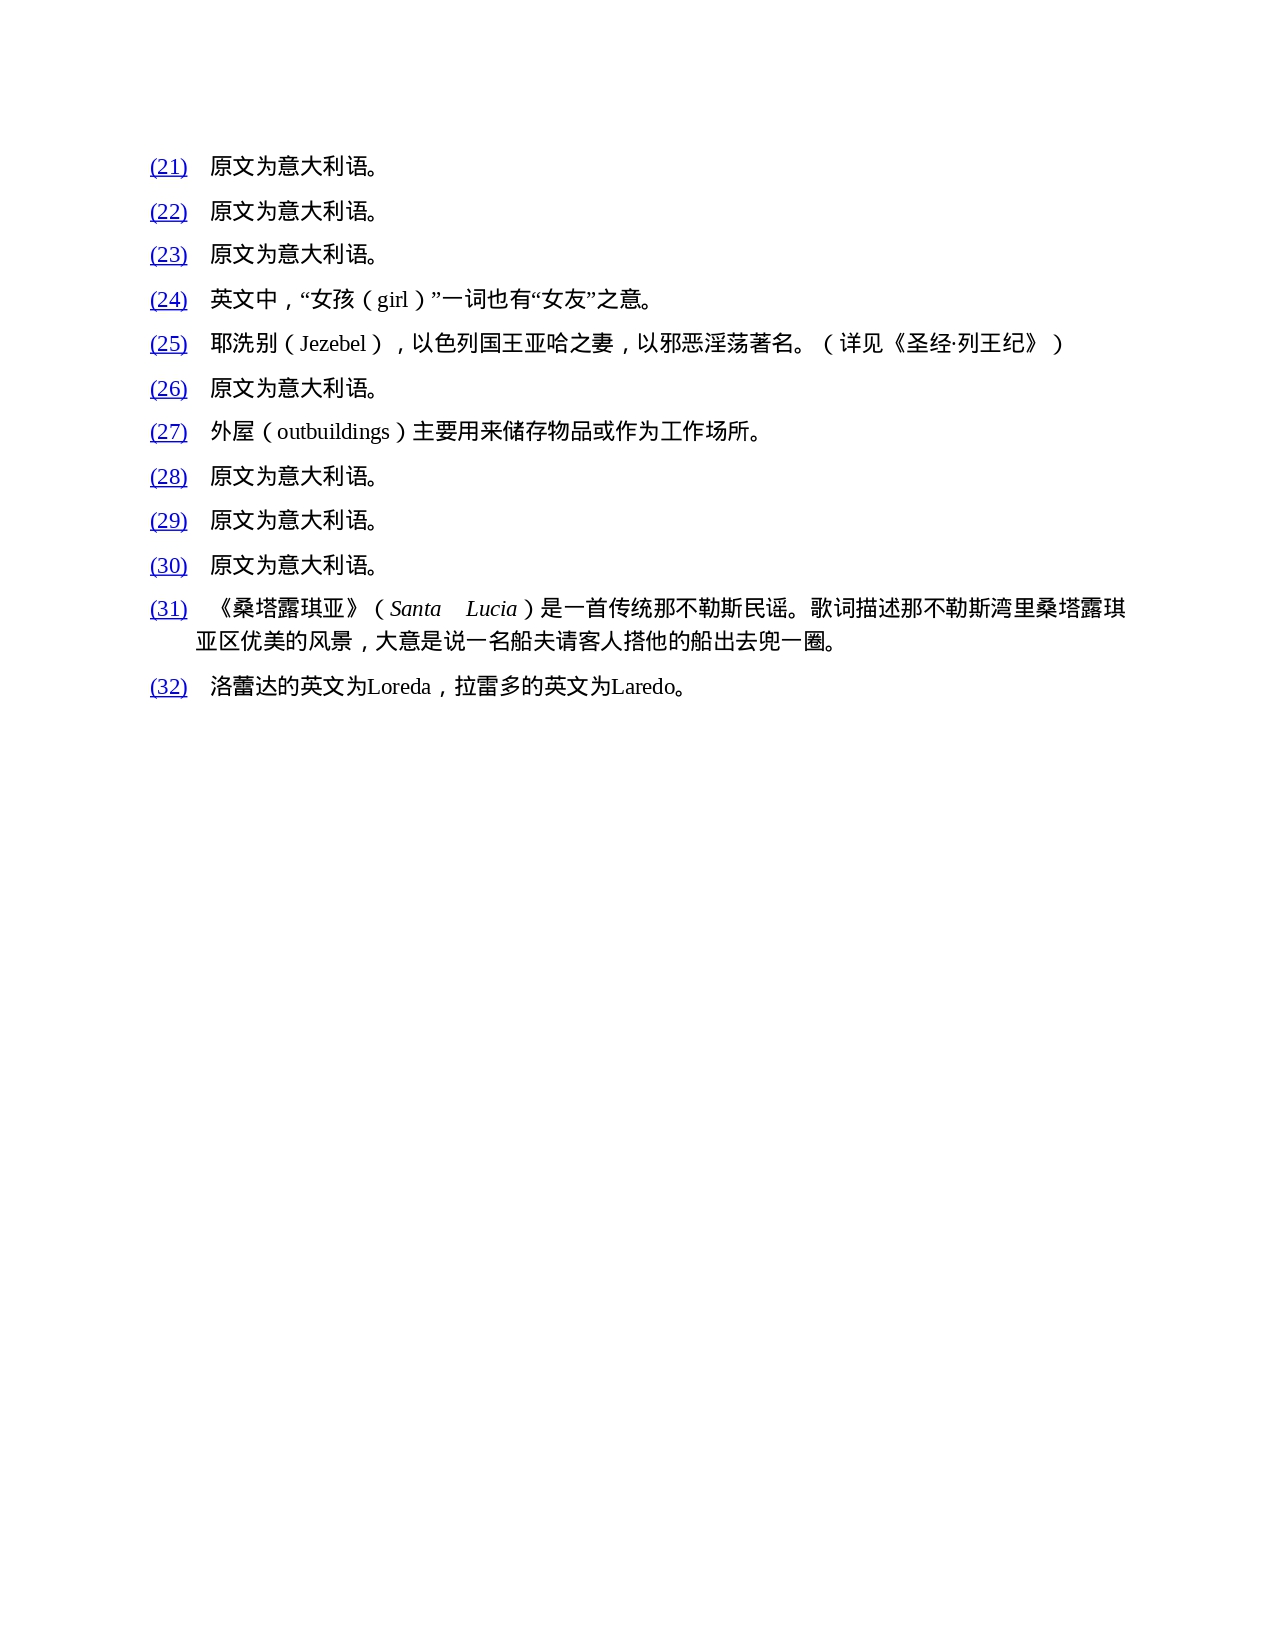 (21) 原文为意大利语。
(22) 原文为意大利语。
(23) 原文为意大利语。
(24) 英文中，“女孩（girl）”一词也有“女友”之意。
(25) 耶洗别（Jezebel），以色列国王亚哈之妻，以邪恶淫荡著名。（详见《圣经·列王纪》）
(26) 原文为意大利语。
(27) 外屋（outbuildings）主要用来储存物品或作为工作场所。
(28) 原文为意大利语。
(29) 原文为意大利语。
(30) 原文为意大利语。
(31) 《桑塔露琪亚》（Santa Lucia）是一首传统那不勒斯民谣。歌词描述那不勒斯湾里桑塔露琪
亚区优美的风景，大意是说一名船夫请客人搭他的船出去兜一圈。
(32) 洛蕾达的英文为Loreda，拉雷多的英文为Laredo。